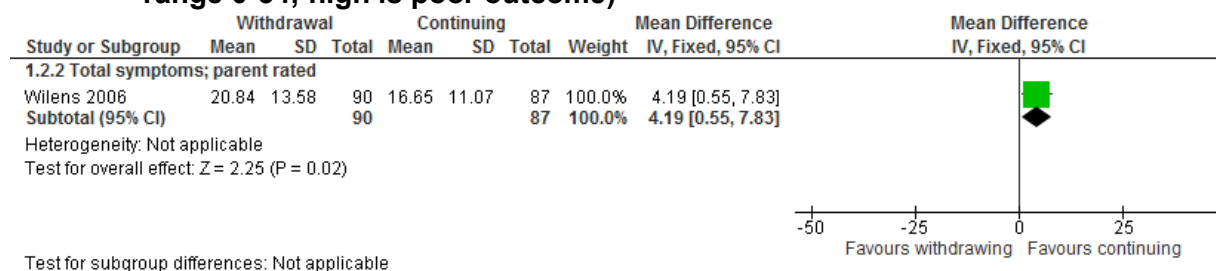 range 0-54; high is poor outcome)
Withdrawal Continuing Mean Difference Mean Difference
Study or Subgroup Mean SD Total Mean SD Total Weight IV, Fixed, 95% CI IV, Fixed, 95% CI
1.2.2 Total symptoms; parent rated
Wilens 2006 20.84 13.58 90 16.65 11.07 87 100.0% 4.19 [0.55, 7.83]
Subtotal (95% CI) 90 87 100.0% 4.19 [0.55, 7.83]
Heterogeneity: Not applicable
Test for overall effect: Z = 2.25 (P = 0.02)
-50 -25 0 25
Favours withdrawing Favours continuing
Test for subgroup differences: Not applicable